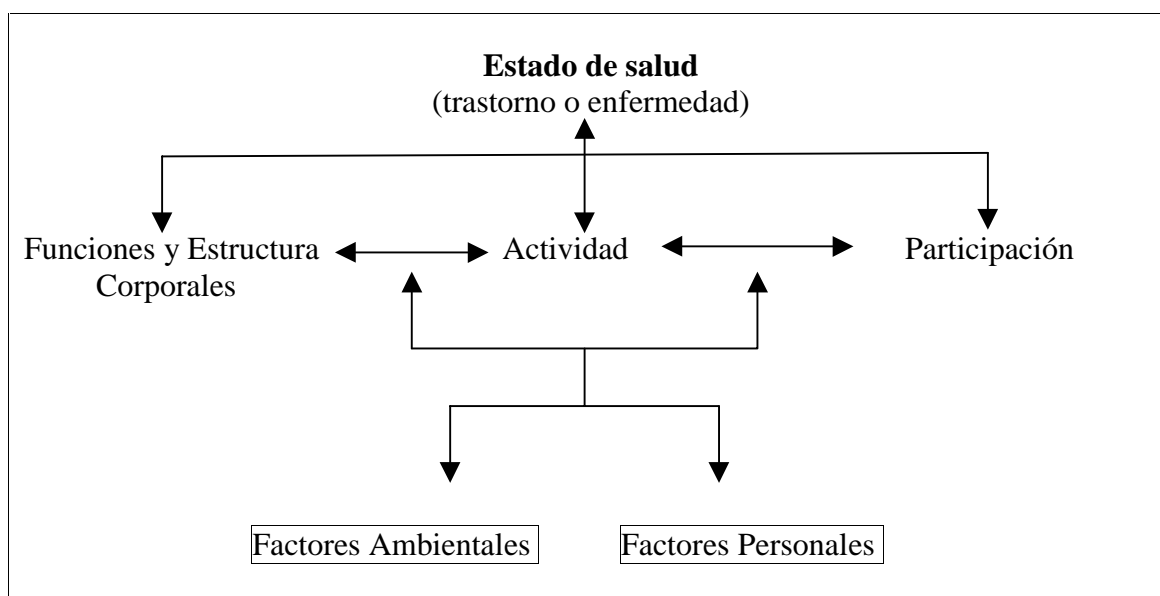 Estado de salud
(trastorno o enfermedad)
Funciones y Estructura
Corporales
Actividad
Participación
Factores Ambientales
Factores Personales